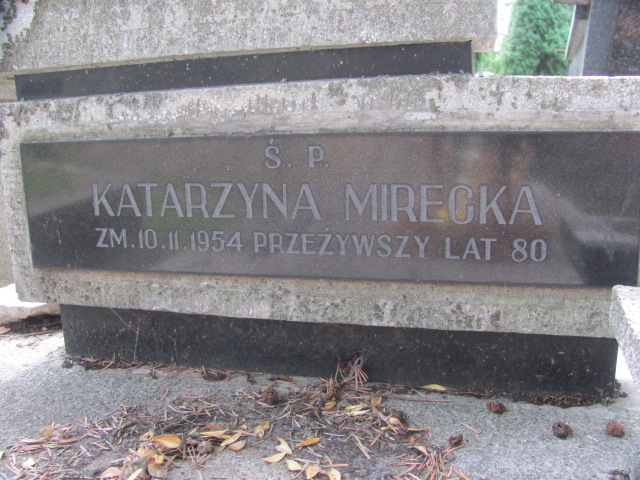 Ś. P.
KATARZYNA MIRECKA
ZM. 10.11.1954 PRZEŻYWSZY LAT 80